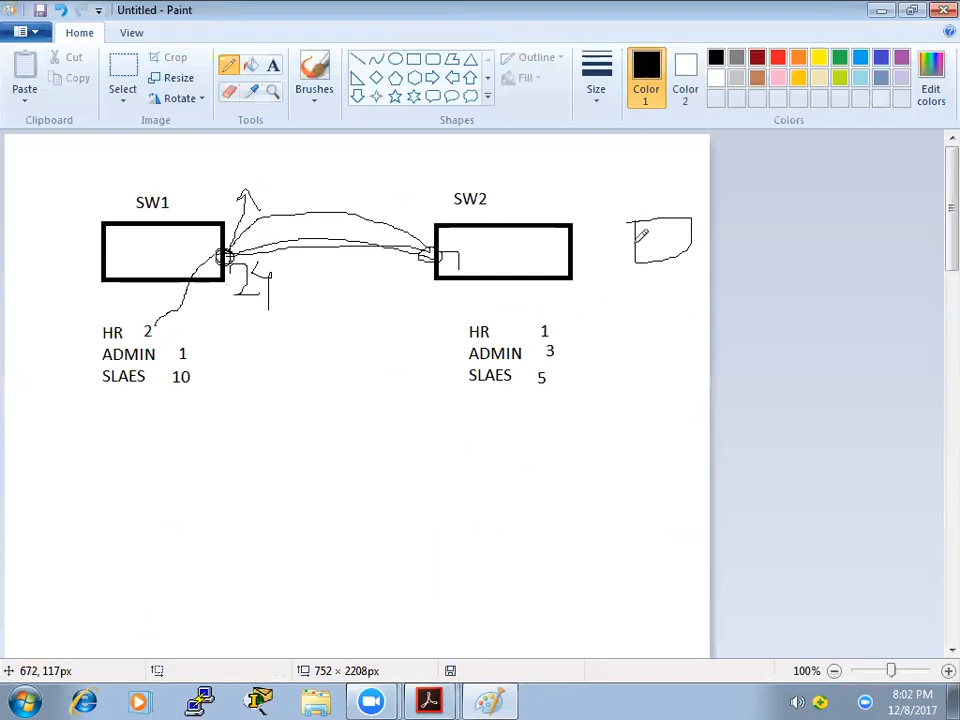 Untitled - Paint
Home
View
Paste
Cut
Copy
Clipboard
Select
Crop
Resize
Rotate
Image
Tools
Brushes
Shapes
Outline
Fill
Size
Color 1
Color 2
Edit colors
Colors
SW1
SW2
HR 2
ADMIN 1
SLAES 10
HR 1
ADMIN 3
SLAES 5
672, 117px
752 × 2208px
100%
8:02 PM
12/8/2017